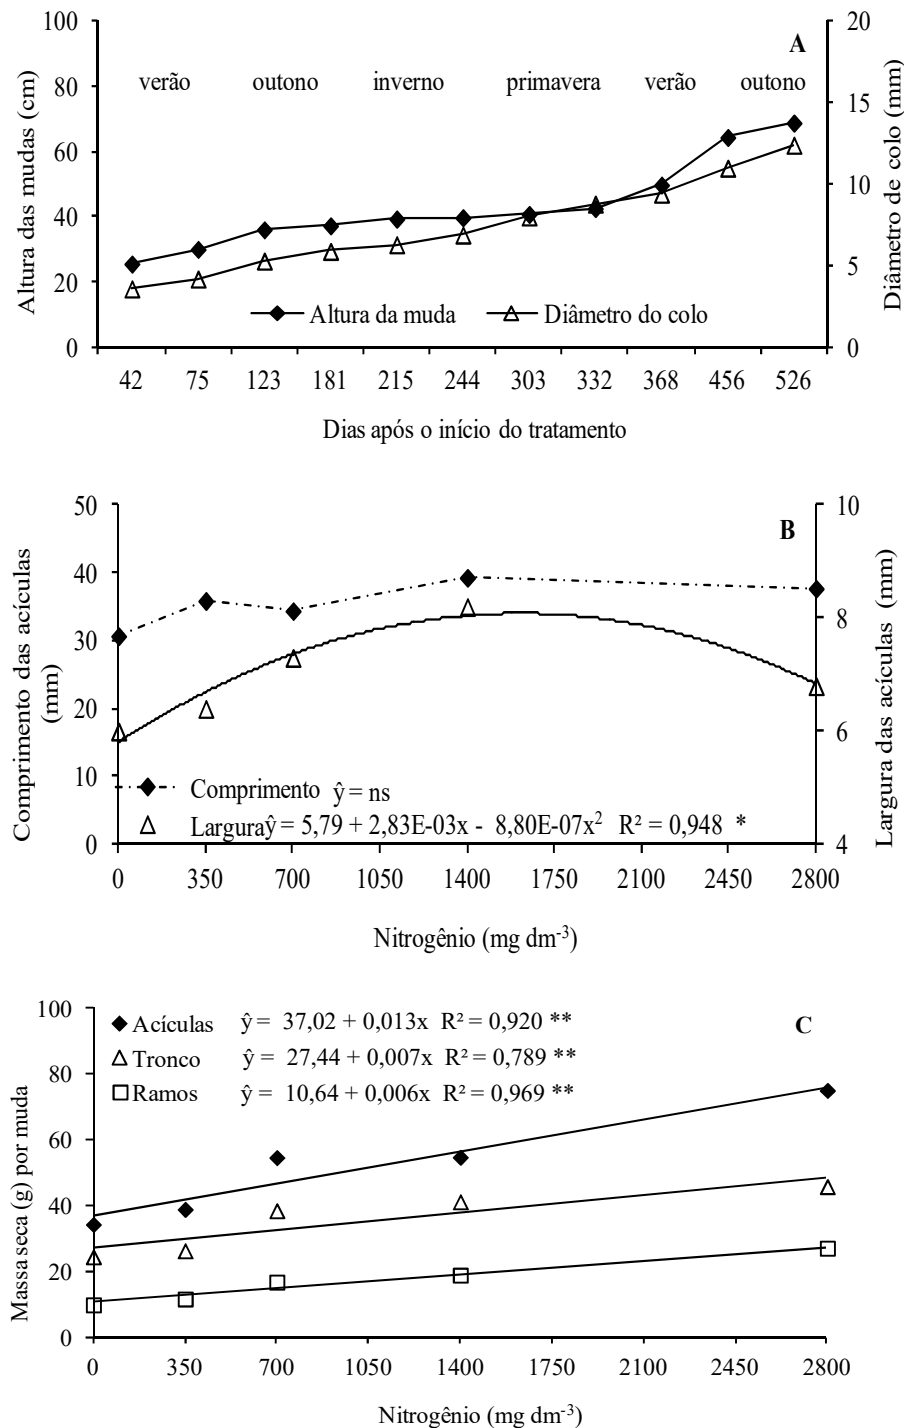 Altura das mudas (cm)
100
80
60
40
20
0
A
verão outono inverno primavera verão outono
Altura da muda Diâmetro do colo
20
15
10
5
0
Diâmetro de colo (mm)
42 75 123 181 215 244 303 332 368 456 526
Dias após o início do tratamento
Comprimento das acículas
(mm)
50
40
30
20
10
0
B
Comprimento ŷ = ns
Largura ŷ = 5,79 + 2,83E-03x - 8,80E-07x² R² = 0,948 *
10
8
6
4
Largura das acículas (mm)
0 350 700 1050 1400 1750 2100 2450 2800
Nitrogênio (mg dm⁻³)
Massa seca (g) por muda
100
80
60
40
20
0
C
Acículas ŷ = 37,02 + 0,013x R² = 0,920 **
Tronco ŷ = 27,44 + 0,007x R² = 0,789 **
Ramos ŷ = 10,64 + 0,006x R² = 0,969 **
0 350 700 1050 1400 1750 2100 2450 2800
Nitrogênio (mg dm⁻³)